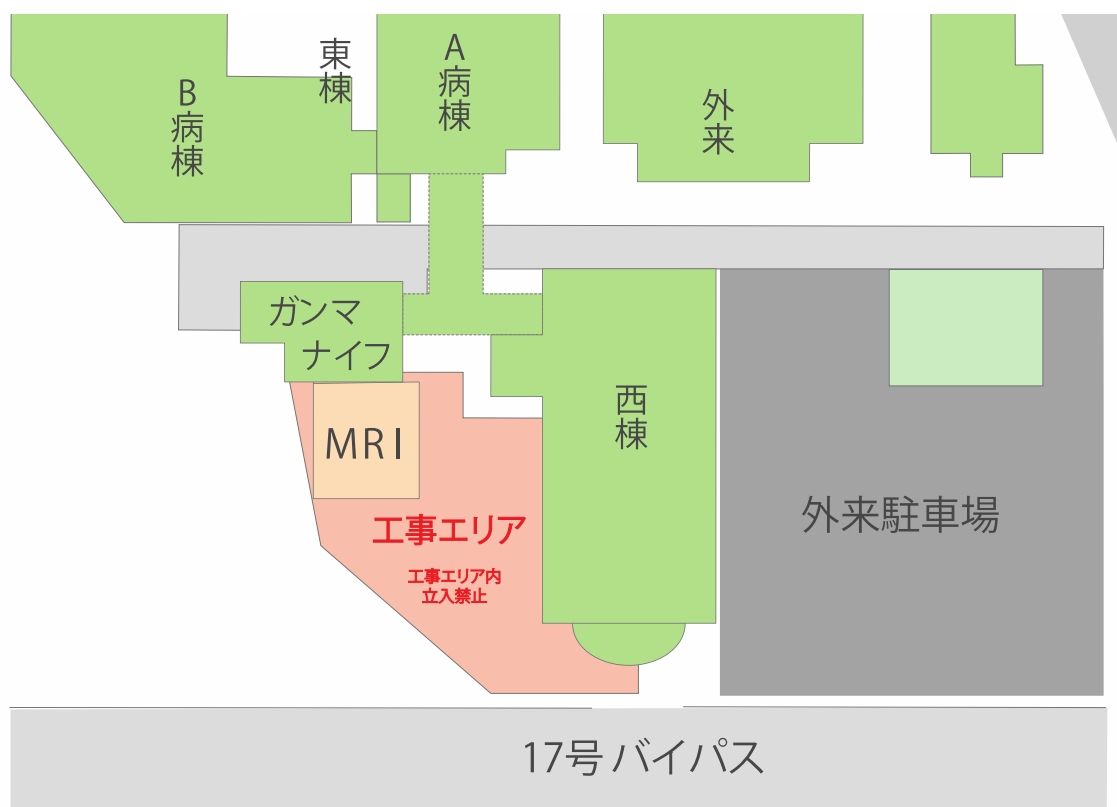 東棟
A病棟
B病棟
外来
ガンマ
ナイフ
西棟
MRI
外来駐車場
工事エリア
工事エリア内
立入禁止
17号バイパス